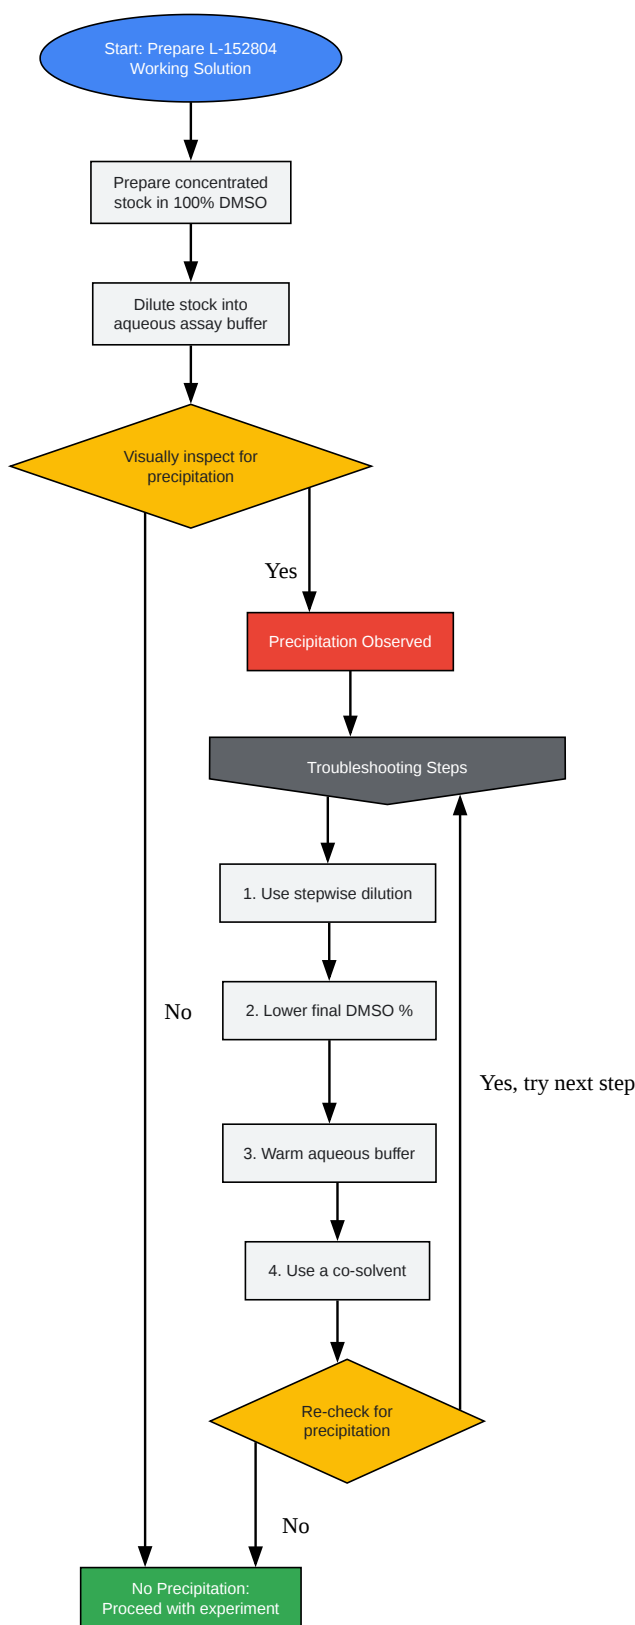 Start: Prepare L-152804
Working Solution
Prepare concentrated
stock in 100% DMSO
Dilute stock into
aqueous assay buffer
Visually inspect for
precipitation
Yes
Precipitation Observed
Troubleshooting Steps
1. Use stepwise dilution
2. Lower final DMSO %
No
Yes, try next step
3. Warm aqueous buffer
4. Use a co-solvent
Re-check for
precipitation
No
No Precipitation:
Proceed with experiment